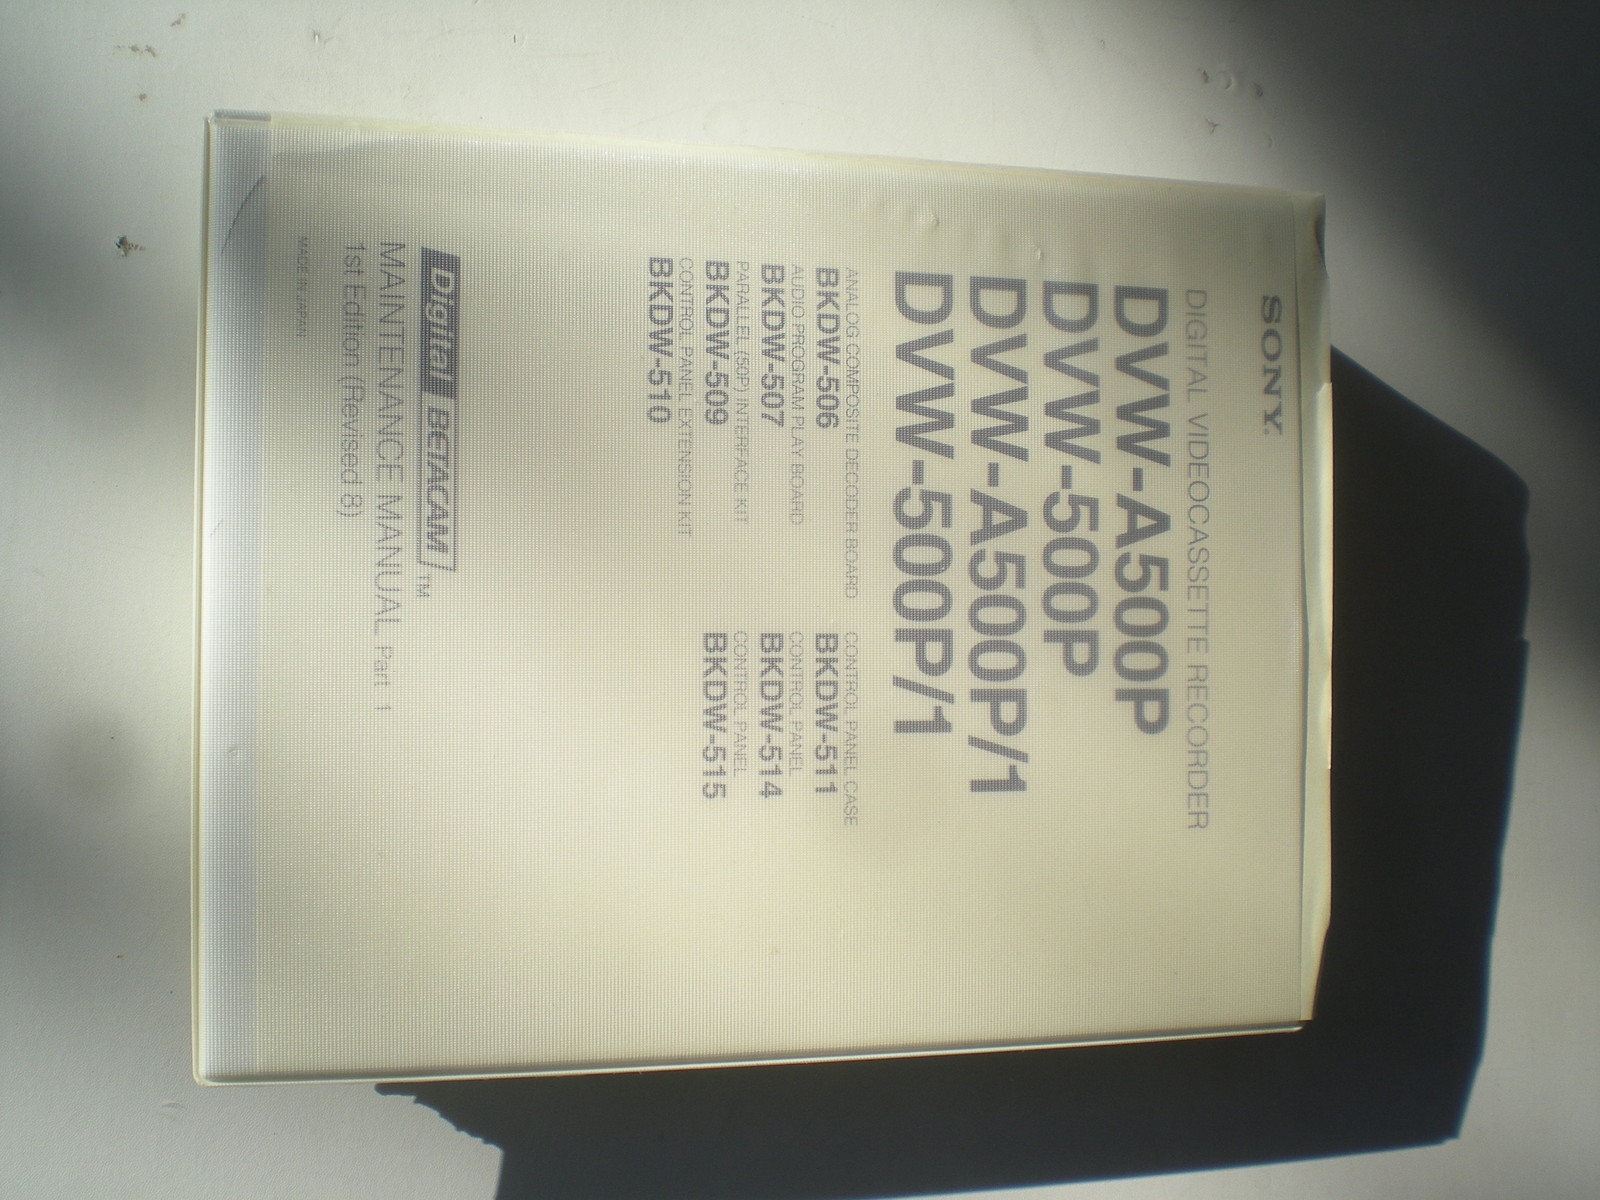 SONY.
DIGITAL VIDEOCASSETTE RECORDER
DVW-A500P
DVW-500P
DVW-A500P/1
DVW-500P/1
ANALOG COMPOSITE DECODER BOARD
BKDW-506
AUDIO PROGRAM PLAY BOARD
BKDW-507
PARALLEL (50P) INTERFACE KIT
BKDW-509
CONTROL PANEL EXTENSION KIT
BKDW-510
CONTROL PANEL CASE
BKDW-511
CONTROL PANEL
BKDW-514
CONTROL PANEL
BKDW-515
Digital BETACAM TM
MAINTENANCE MANUAL Part 1
1st Edition (Revised 8)
MADE IN JAPAN